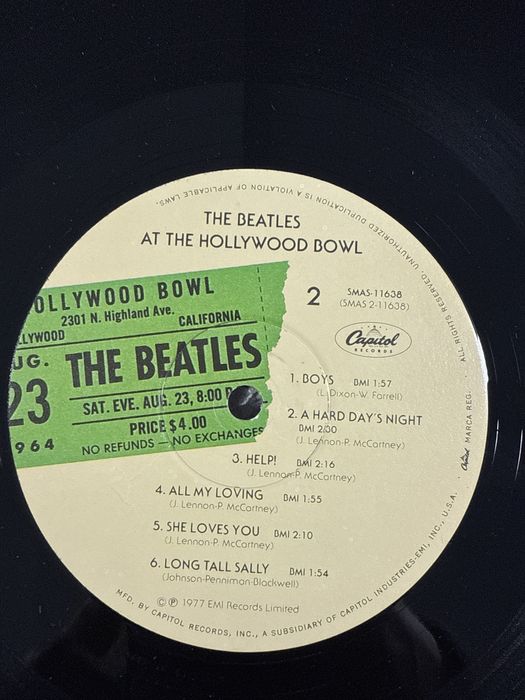 THE BEATLES
AT THE HOLLYWOOD BOWL
OLLYWOOD BOWL
2301 N. Highland Ave.
LLYWOOD CALIFORNIA
UG. THE BEATLES
23 SAT. EVE. AUG. 23, 8:00 P
PRICE $4.00
964 NO REFUNDS — NO EXCHANGES
2 SMAS-11638
(SMAS 2-11638)
Capitol
RECORDS
1. BOYS BMI 1:57
(L. Dixon-W. Farrell)
2. A HARD DAY'S NIGHT
BMI 2:30
(J. Lennon-P. McCartney)
3. HELP! BMI 2:16
(J. Lennon-P. McCartney)
4. ALL MY LOVING BMI 1:55
(J. Lennon-P. McCartney)
5. SHE LOVES YOU BMI 2:10
(J. Lennon-P. McCartney)
6. LONG TALL SALLY BMI 1:54
(Johnson-Penniman-Blackwell)
© ℗ 1977 EMI Records Limited
MFD. BY CAPITOL RECORDS, INC., A SUBSIDIARY OF CAPITOL INDUSTRIES-EMI, INC., U.S.A. · Capitol MARCA REG. · ALL RIGHTS RESERVED. UNAUTHORIZED DUPLICATION IS A VIOLATION OF APPLICABLE LAWS.